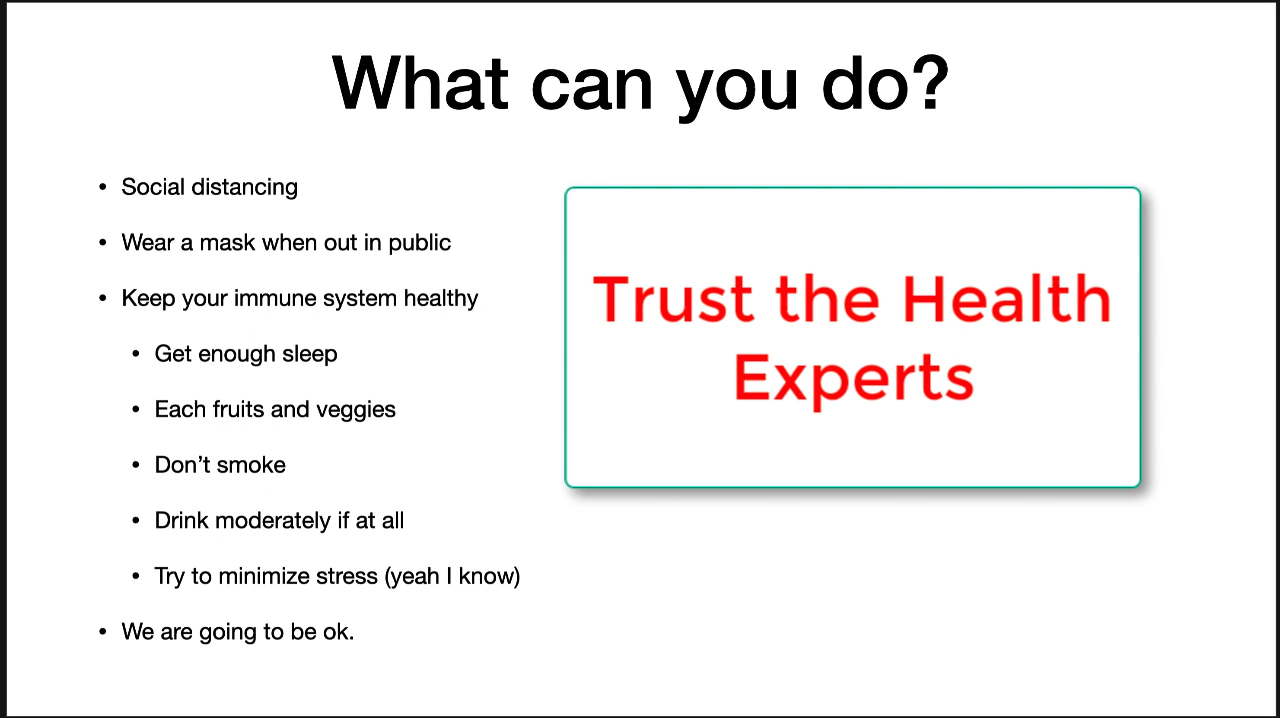 What can you do?
• Social distancing
• Wear a mask when out in public
• Keep your immune system healthy
• Get enough sleep
• Each fruits and veggies
• Don’t smoke
• Drink moderately if at all
• Try to minimize stress (yeah I know)
• We are going to be ok.
Trust the Health
Experts